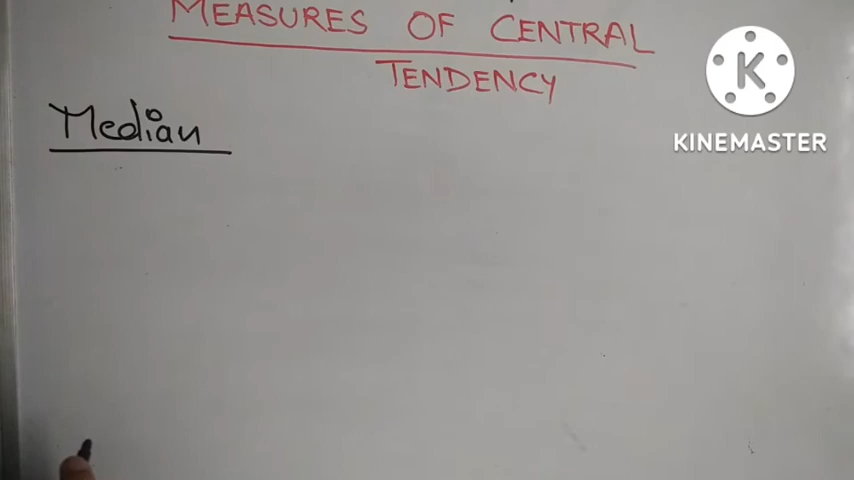 MEASURES OF CENTRAL
TENDENCY
Median
K
KINEMASTER